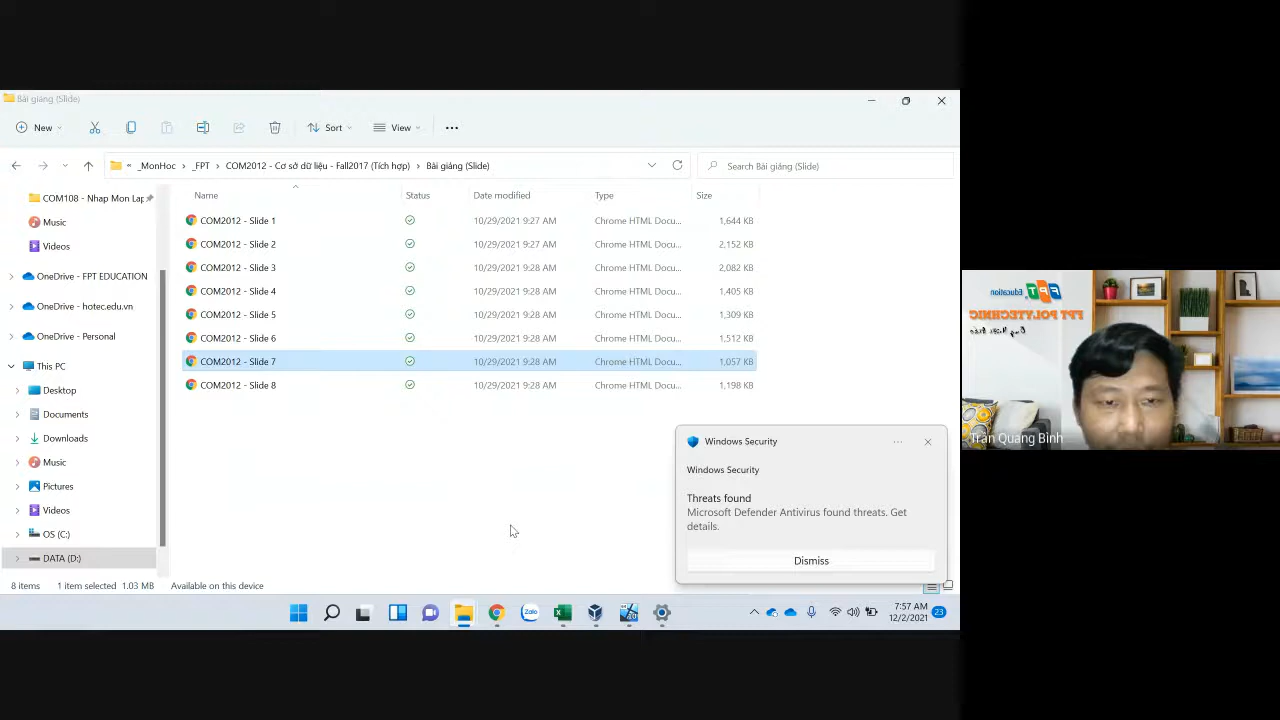 Bài giảng (Slide)
New
Sort
View
« _MonHoc > _FPT > COM2012 - Cơ sở dữ liệu - Fall2017 (Tích hợp) > Bài giảng (Slide)
Search Bài giảng (Slide)
Name Status Date modified Type Size
COM108 - Nhap Mon Lap
Music
Videos
OneDrive - FPT EDUCATION
OneDrive - hotec.edu.vn
OneDrive - Personal
This PC
Desktop
Documents
Downloads
Music
Pictures
Videos
OS (C:)
DATA (D:)
COM2012 - Slide 1 10/29/2021 9:27 AM Chrome HTML Docu... 1,644 KB
COM2012 - Slide 2 10/29/2021 9:27 AM Chrome HTML Docu... 2,152 KB
COM2012 - Slide 3 10/29/2021 9:28 AM Chrome HTML Docu... 2,082 KB
COM2012 - Slide 4 10/29/2021 9:28 AM Chrome HTML Docu... 1,405 KB
COM2012 - Slide 5 10/29/2021 9:28 AM Chrome HTML Docu... 1,309 KB
COM2012 - Slide 6 10/29/2021 9:28 AM Chrome HTML Docu... 1,512 KB
COM2012 - Slide 7 10/29/2021 9:28 AM Chrome HTML Docu... 1,057 KB
COM2012 - Slide 8 10/29/2021 9:28 AM Chrome HTML Docu... 1,198 KB
Windows Security
Windows Security
Threats found
Microsoft Defender Antivirus found threats. Get
details.
Dismiss
8 items 1 item selected 1.03 MB Available on this device
Zalo
7:57 AM
12/2/2021
23
FPT Education
FPT POLYTECHNIC
Trần Quang Bình